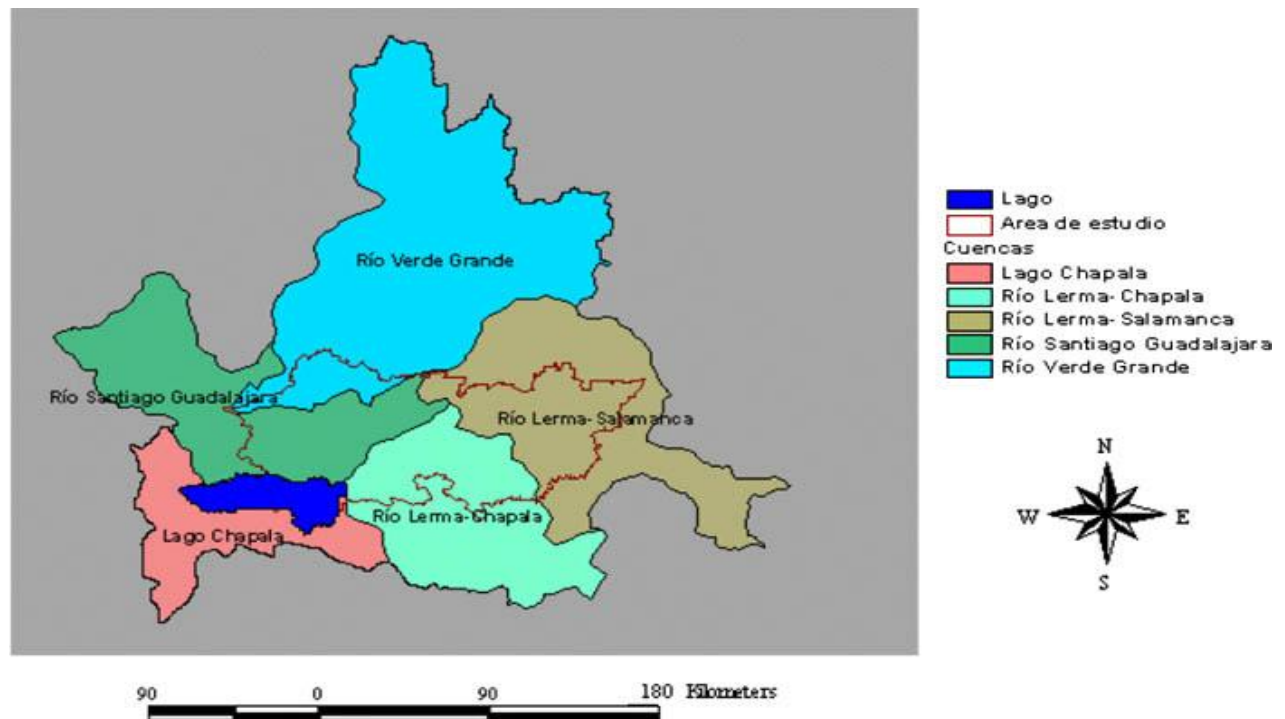 Río Verde Grande
Río Santiago Guadalajara
Río Lerma-Salamanca
Río Lerma-Chapala
Lago Chapala
Lago
Area de estudio
Cuencas
Lago Chapala
Río Lerma-Chapala
Río Lerma-Salamanca
Río Santiago Guadalajara
Río Verde Grande
N
W E
S
90 0 90 180 Kilometers